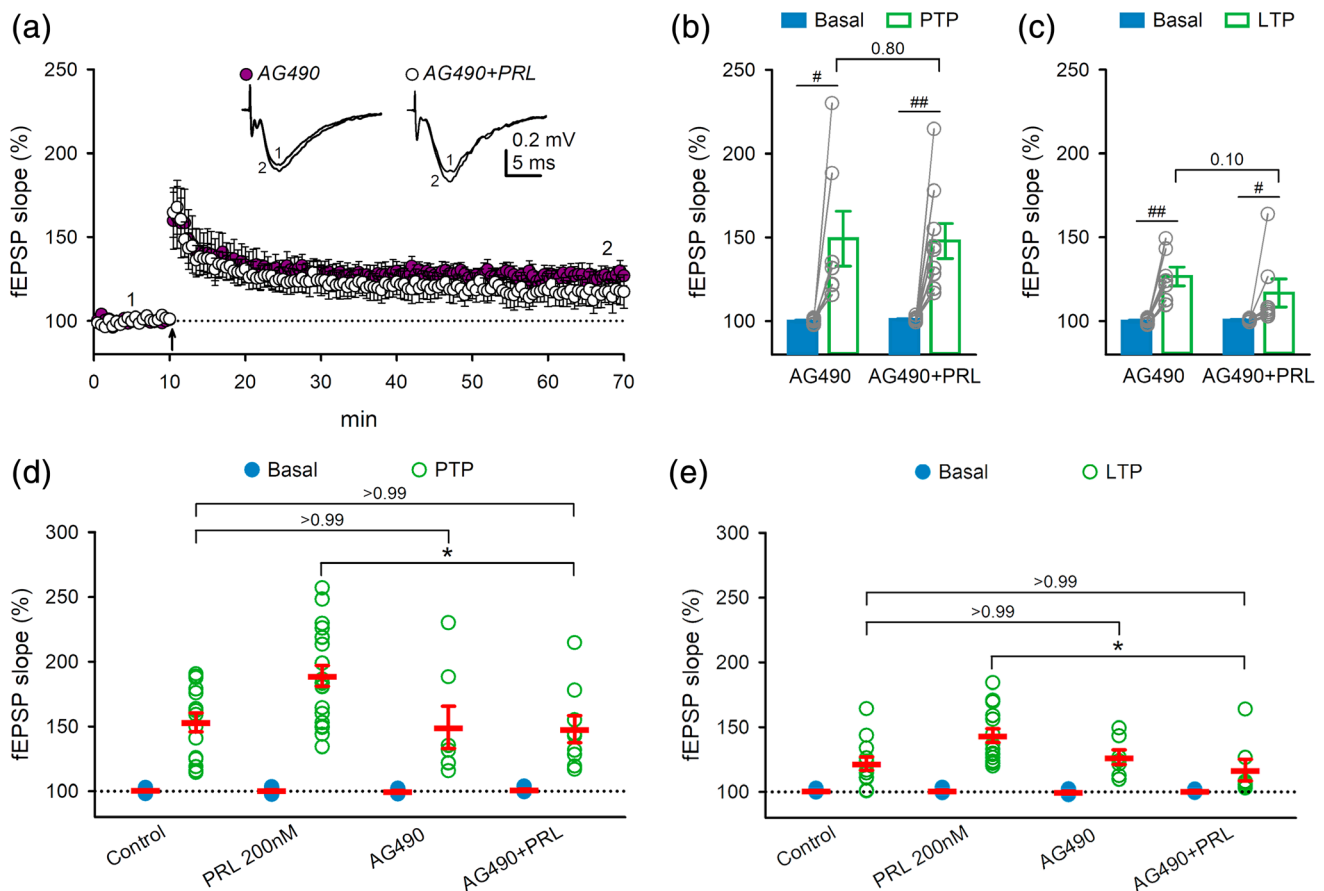 (a)
AG490
AG490+PRL
fEPSP slope (%)
250
200
150
100
1
2
1
2
0.2 mV
5 ms
1
2
0
10
20
30
40
50
60
70
min
(b)
Basal
PTP
fEPSP slope (%)
250
200
150
100
0.80
#
##
AG490
AG490+PRL
(c)
Basal
LTP
fEPSP slope (%)
250
200
150
100
0.10
##
#
AG490
AG490+PRL
(d)
Basal
PTP
fEPSP slope (%)
300
250
200
150
100
>0.99
>0.99
*
Control
PRL 200nM
AG490
AG490+PRL
(e)
Basal
LTP
fEPSP slope (%)
300
250
200
150
100
>0.99
>0.99
*
Control
PRL 200nM
AG490
AG490+PRL